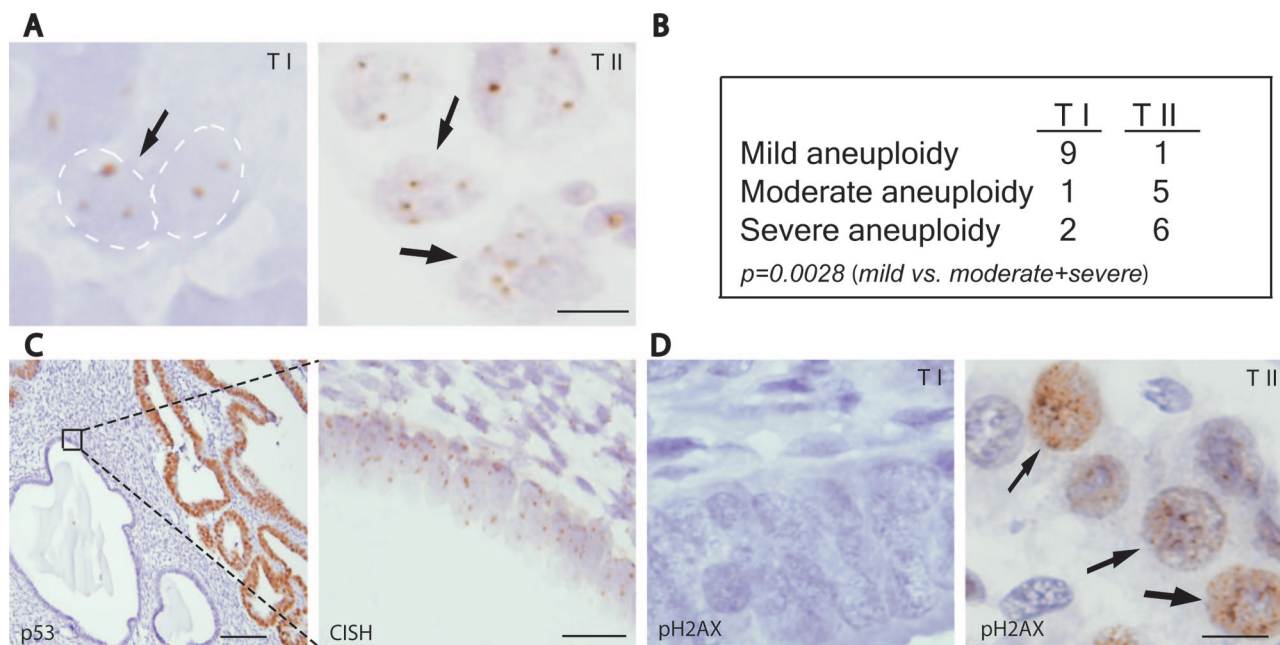 A
T I
T II
B
T I T II
Mild aneuploidy 9 1
Moderate aneuploidy 1 5
Severe aneuploidy 2 6
p=0.0028 (mild vs. moderate+severe)
C
p53
CISH
D
T I
pH2AX
T II
pH2AX